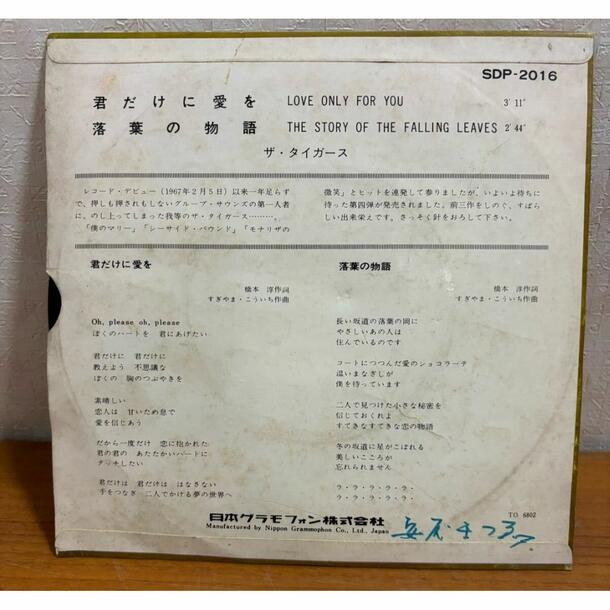 SDP-2016
君だけに愛を LOVE ONLY FOR YOU 3′11″
落葉の物語 THE STORY OF THE FALLING LEAVES 2′44″
ザ・タイガース
レコード・デビュー(1967年2月5日)以来一年足らず
で、押しも押されもしないグループ・サウンズの第一人者
に、のし上ってしまった我等のザ・タイガース………。
「僕のマリー」「シーサイド・バウンド」「モナリザの
微笑」とヒットを連発して参りましたが、いよいよ待ちに
待った第四弾が発売されました。前三作をしのぐ、すばら
しい出来栄えです。さっそく針をおろして下さい。
君だけに愛を
橋本 淳作詞
すぎやま・こういち作曲
Oh, please oh, please
ぼくのハートを 君にあげたい
君だけに 君だけに
教えよう 不思議な
ぼくの 胸のつぶやきを
素晴しい
恋人は 甘いため息で
愛を信じあう
だから一度だけ 恋に抱かれた
君の君の あたたかいハートに
タッチしたい
君だけは 君だけは はなさない
手をつなぎ 二人でかける夢の世界へ
落葉の物語
橋本 淳作詞
すぎやま・こういち作曲
長い坂道の落葉の岡に
やさしいあの人は
住んでいるのです
コートにつつんだ愛のショコラーテ
温いまなざしが
僕を待っています
二人で見つけた小さな秘密を
信じておくれよ
すてきなすてきな恋の物語
冬の坂道に星がこぼれる
美しいこころが
忘れられません
ラ・ラ・ラ・ラ・ラ・
ラ・ラ・ラ・ラ・ラ・
TO 6802
日本グラモフォン株式会社
Manufactured by Nippon Grammophon Co., Ltd., Japan